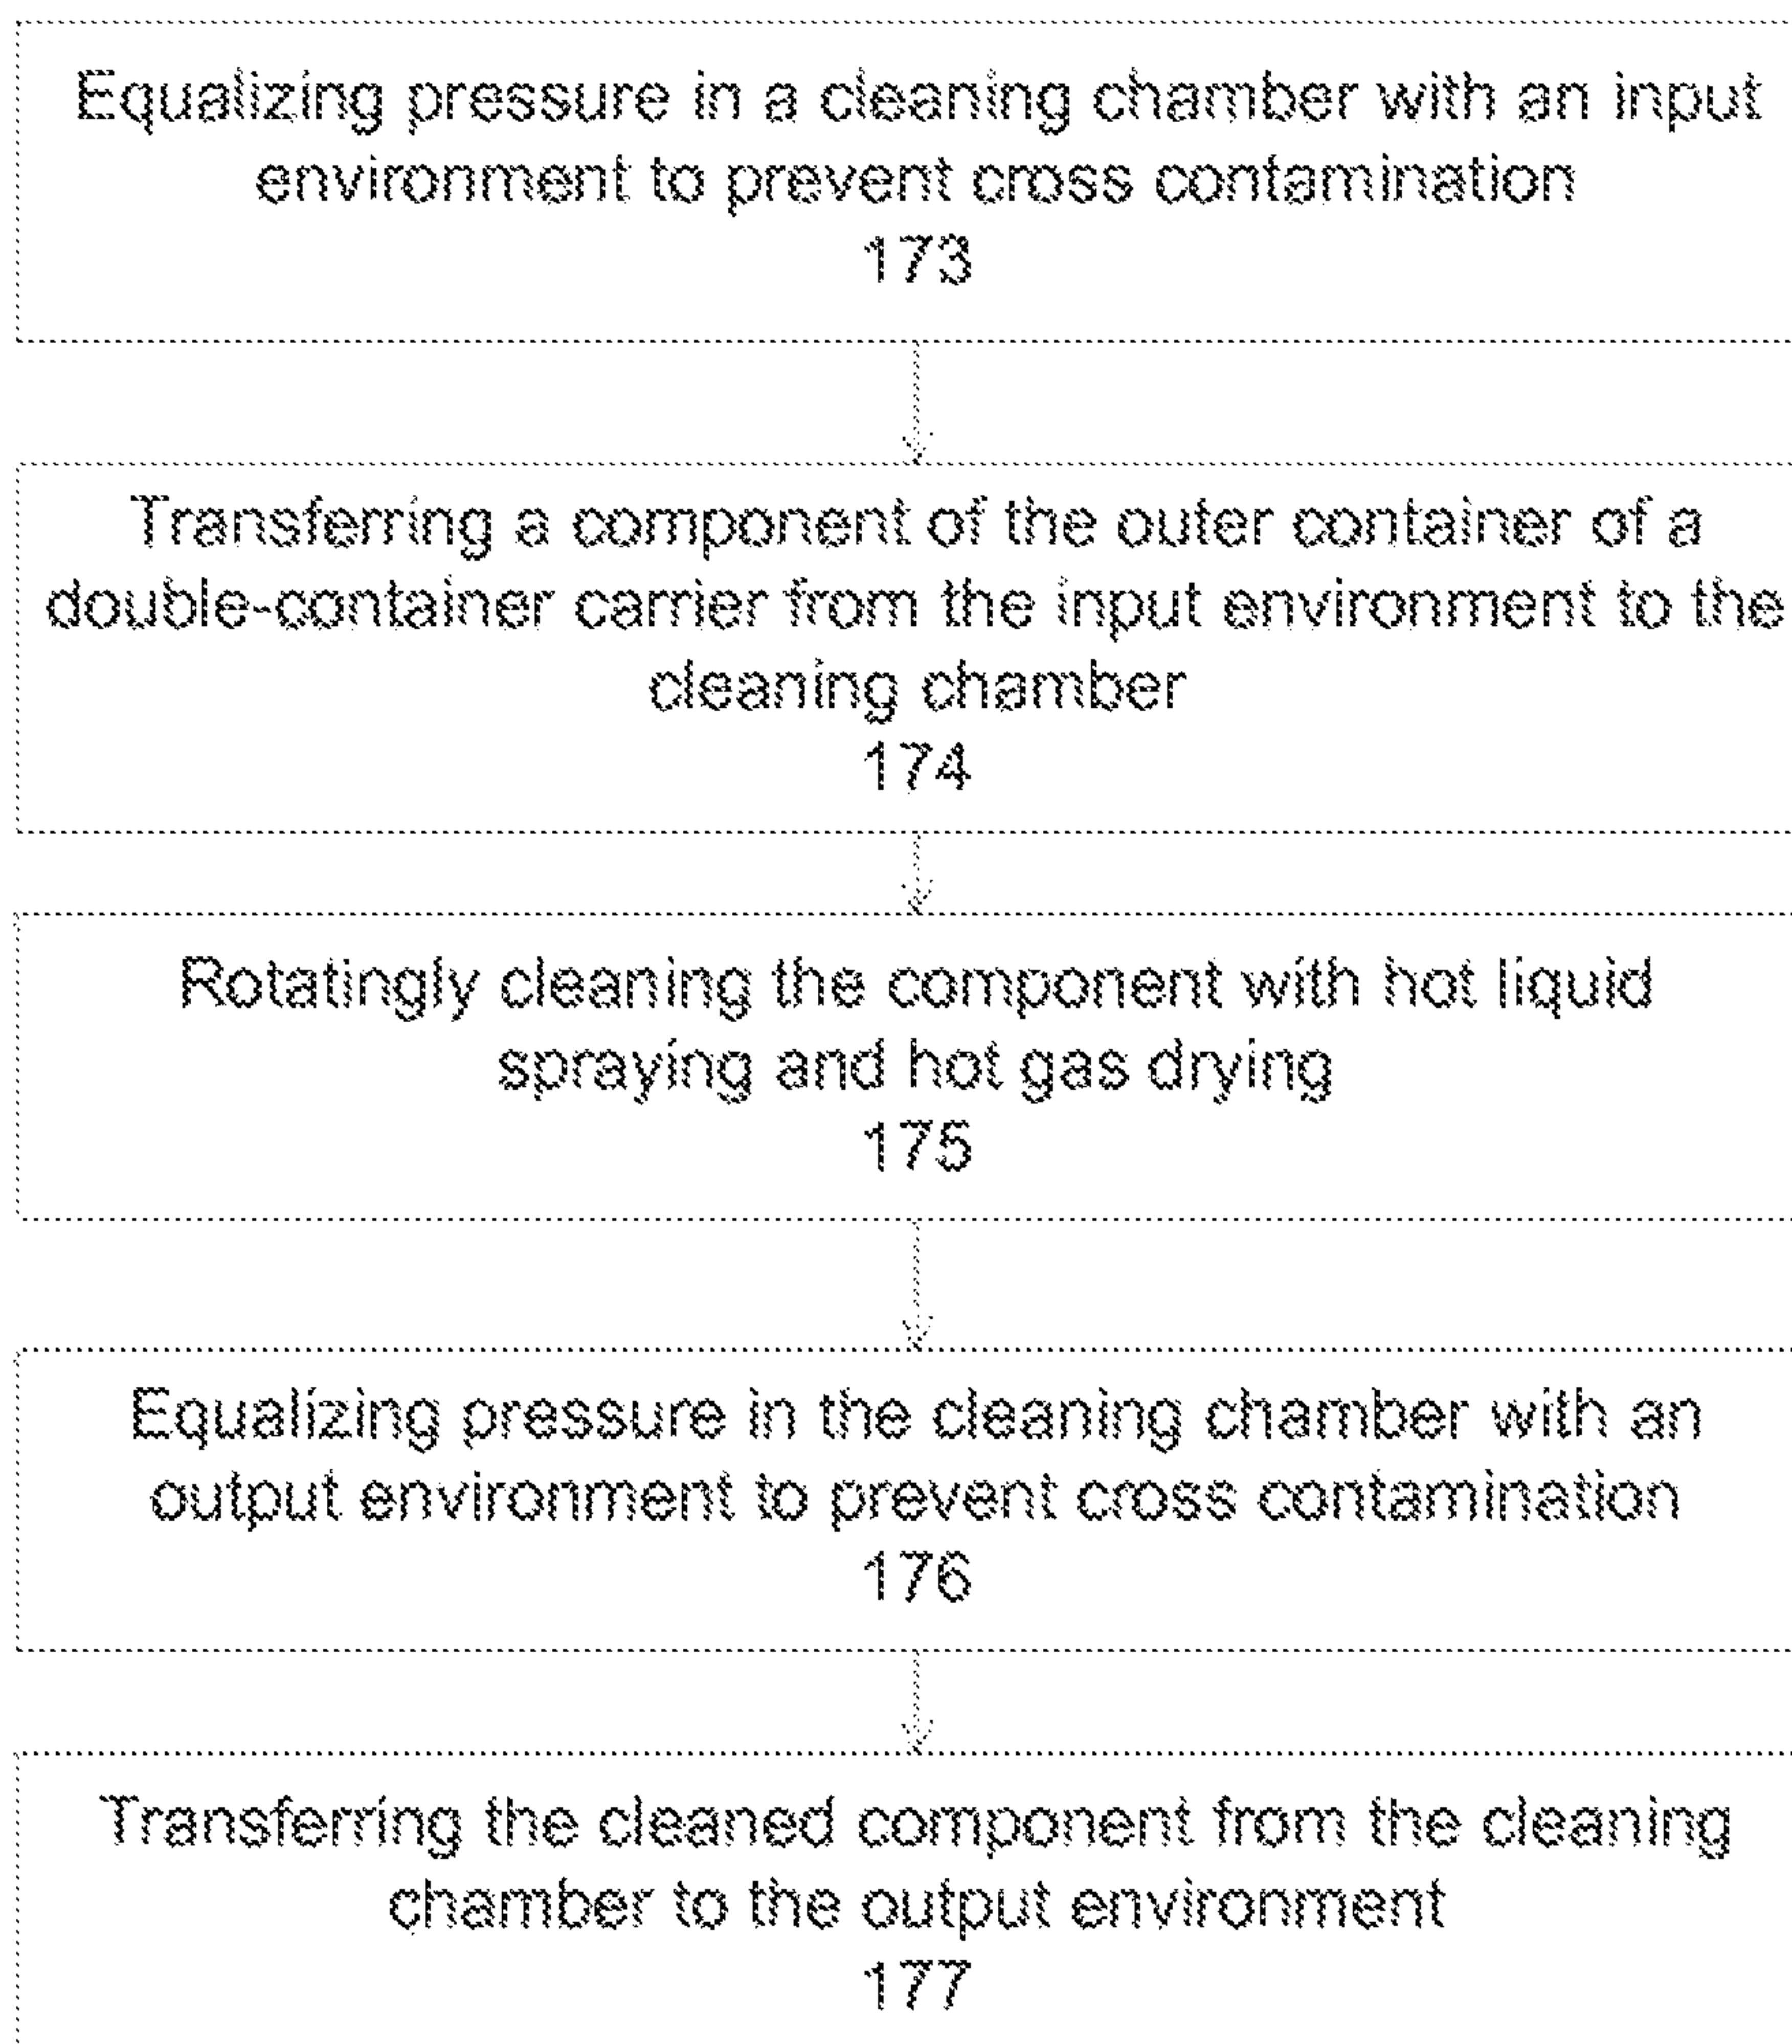 Equalizing pressure in a cleaning chamber with an input
environment to prevent cross contamination
173
Transferring a component of the outer container of a
double-container carrier from the input environment to the
cleaning chamber
174
Rotatingly cleaning the component with hot liquid
spraying and hot gas drying
175
Equalizing pressure in the cleaning chamber with an
output environment to prevent cross contamination
176
Transferring the cleaned component from the cleaning
chamber to the output environment
177